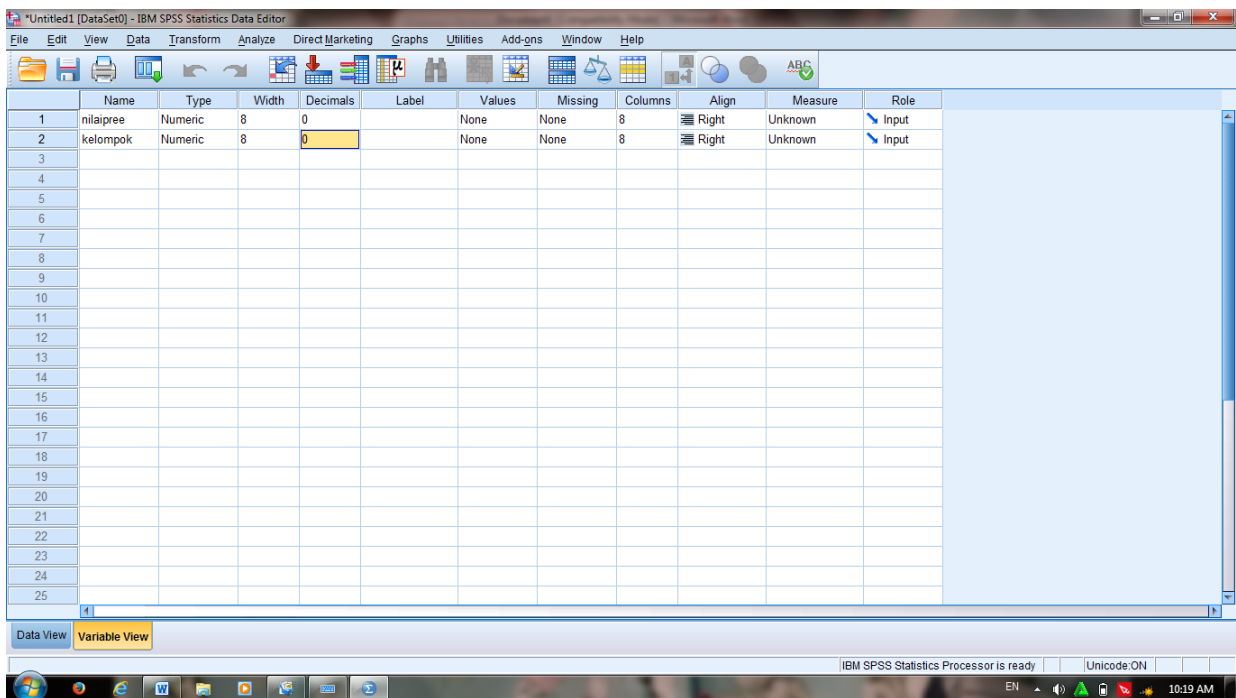 *Untitled1 [DataSet0] - IBM SPSS Statistics Data Editor
File Edit View Data Transform Analyze Direct Marketing Graphs Utilities Add-ons Window Help
Name Type Width Decimals Label Values Missing Columns Align Measure Role
1 nilaipree Numeric 8 0 None None 8 Right Unknown Input
2 kelompok Numeric 8 0 None None 8 Right Unknown Input
3
4
5
6
7
8
9
10
11
12
13
14
15
16
17
18
19
20
21
22
23
24
25
Data View Variable View
IBM SPSS Statistics Processor is ready Unicode:ON
EN 10:19 AM